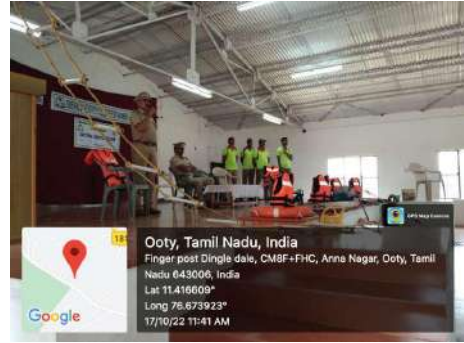 GPS Map Camera
181
Google
Ooty, Tamil Nadu, India
Finger post Dingle dale, CM8F+FHC, Anna Nagar, Ooty, Tamil
Nadu 643006, India
Lat 11.416609°
Long 76.673923°
17/10/22 11:41 AM